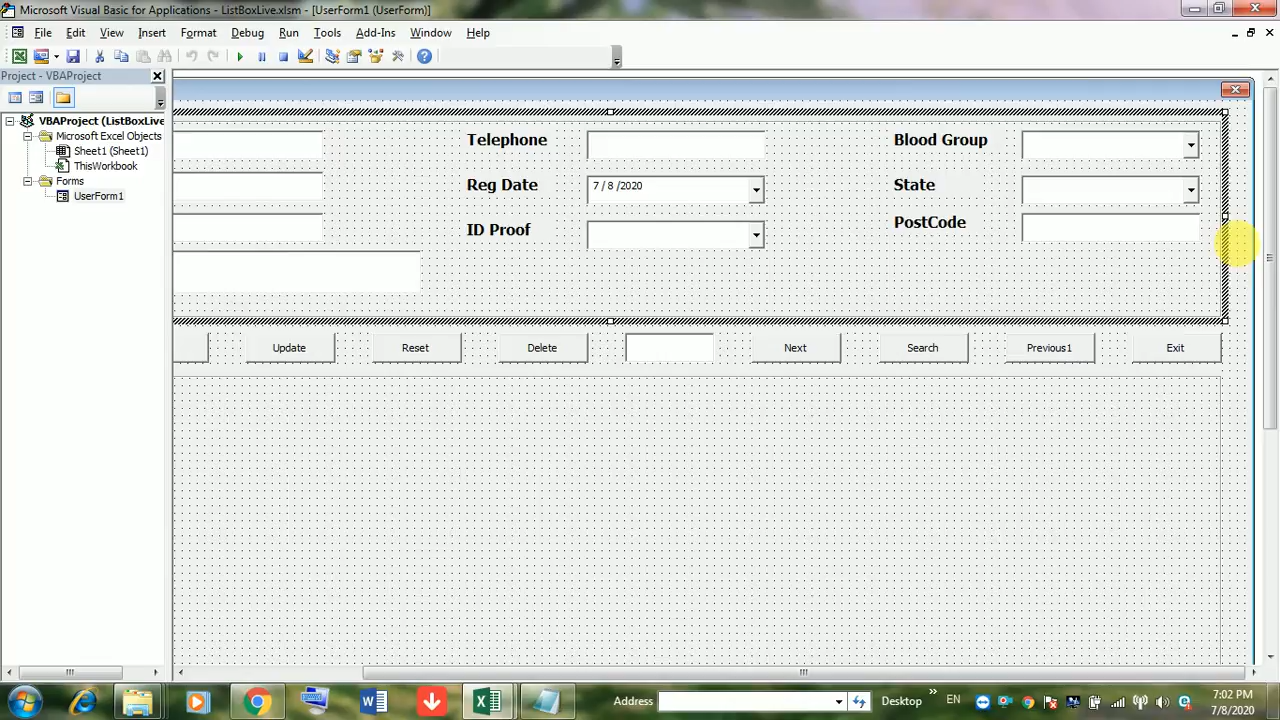 Microsoft Visual Basic for Applications - ListBoxLive.xlsm - [UserForm1 (UserForm)]
File Edit View Insert Format Debug Run Tools Add-Ins Window Help
Project - VBAProject
VBAProject (ListBoxLive
Microsoft Excel Objects
Sheet1 (Sheet1)
ThisWorkbook
Forms
UserForm1
Telephone Blood Group
Reg Date 7 / 8 /2020 State
ID Proof PostCode
Update Reset Delete Next Search Previous1 Exit
Address Desktop » EN
7:02 PM
7/8/2020